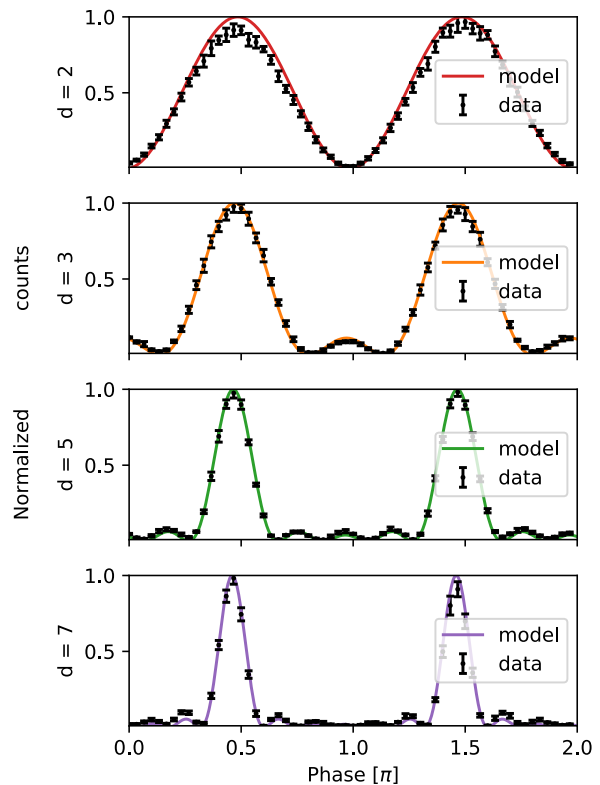 1.0
0.5
d = 2
model
data
1.0
0.5
d = 3
counts
model
data
1.0
0.5
d = 5
Normalized
model
data
1.0
0.5
d = 7
model
data
0.0 0.5 1.0 1.5 2.0
Phase [π]